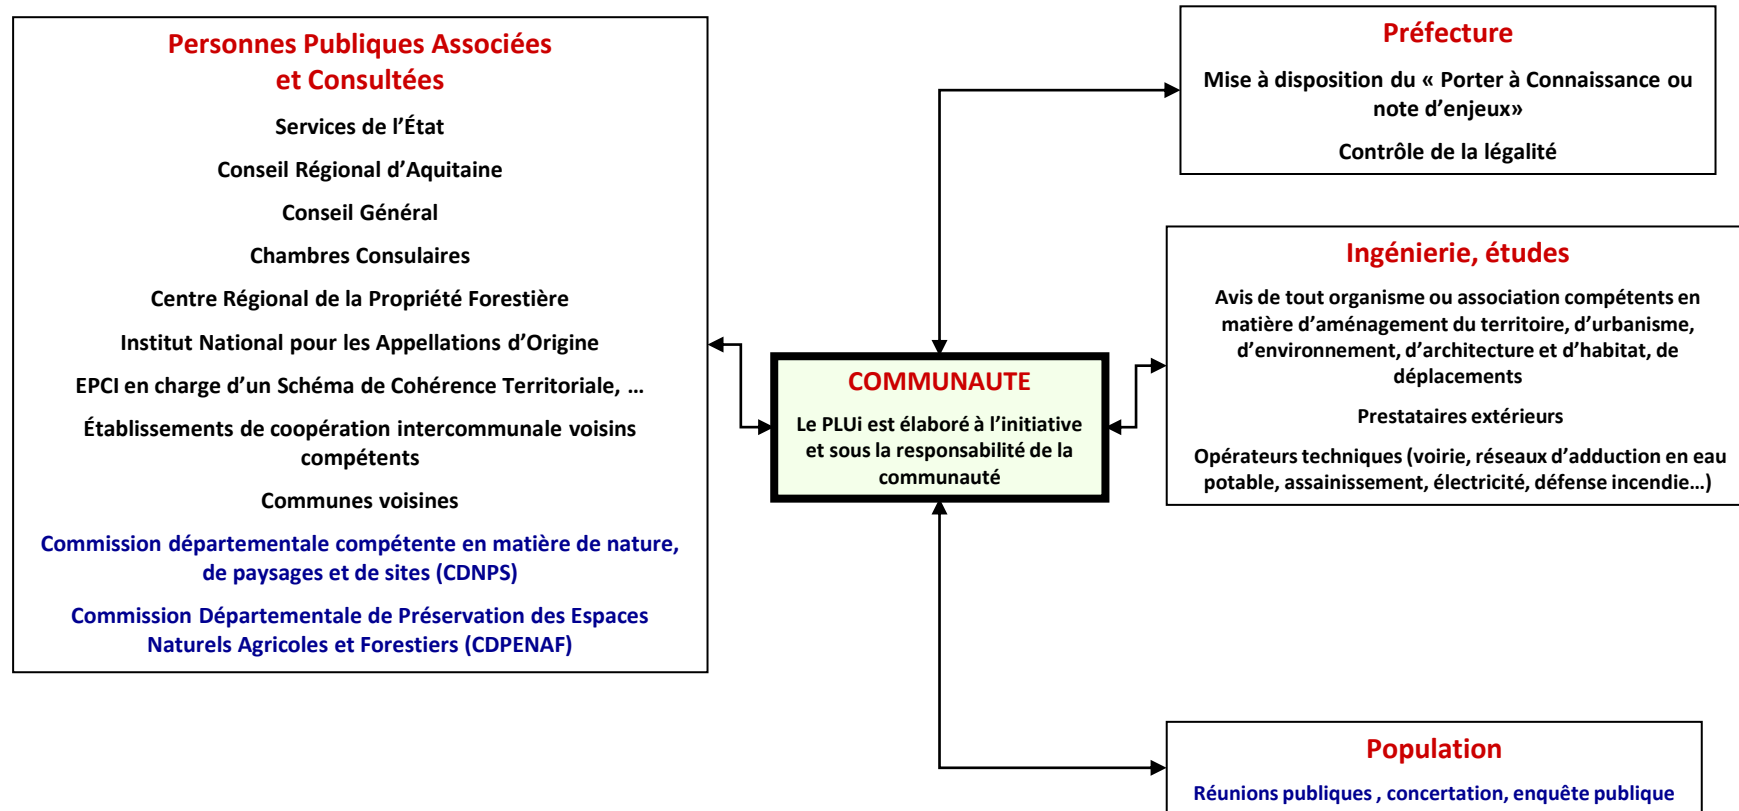 Personnes Publiques Associées
et Consultées
Services de l’État
Conseil Régional d’Aquitaine
Conseil Général
Chambres Consulaires
Centre Régional de la Propriété Forestière
Institut National pour les Appellations d’Origine
EPCI en charge d’un Schéma de Cohérence Territoriale, …
Établissements de coopération intercommunale voisins
compétents
Communes voisines
Commission départementale compétente en matière de nature,
de paysages et de sites (CDNPS)
Commission Départementale de Préservation des Espaces
Naturels Agricoles et Forestiers (CDPENAF)
COMMUNAUTE
Le PLUi est élaboré à l’initiative
et sous la responsabilité de la
communauté
Préfecture
Mise à disposition du « Porter à Connaissance ou
note d’enjeux»
Contrôle de la légalité
Ingénierie, études
Avis de tout organisme ou association compétents en
matière d’aménagement du territoire, d’urbanisme,
d’environnement, d’architecture et d’habitat, de
déplacements
Prestataires extérieurs
Opérateurs techniques (voirie, réseaux d’adduction en eau
potable, assainissement, électricité, défense incendie…)
Population
Réunions publiques , concertation, enquête publique